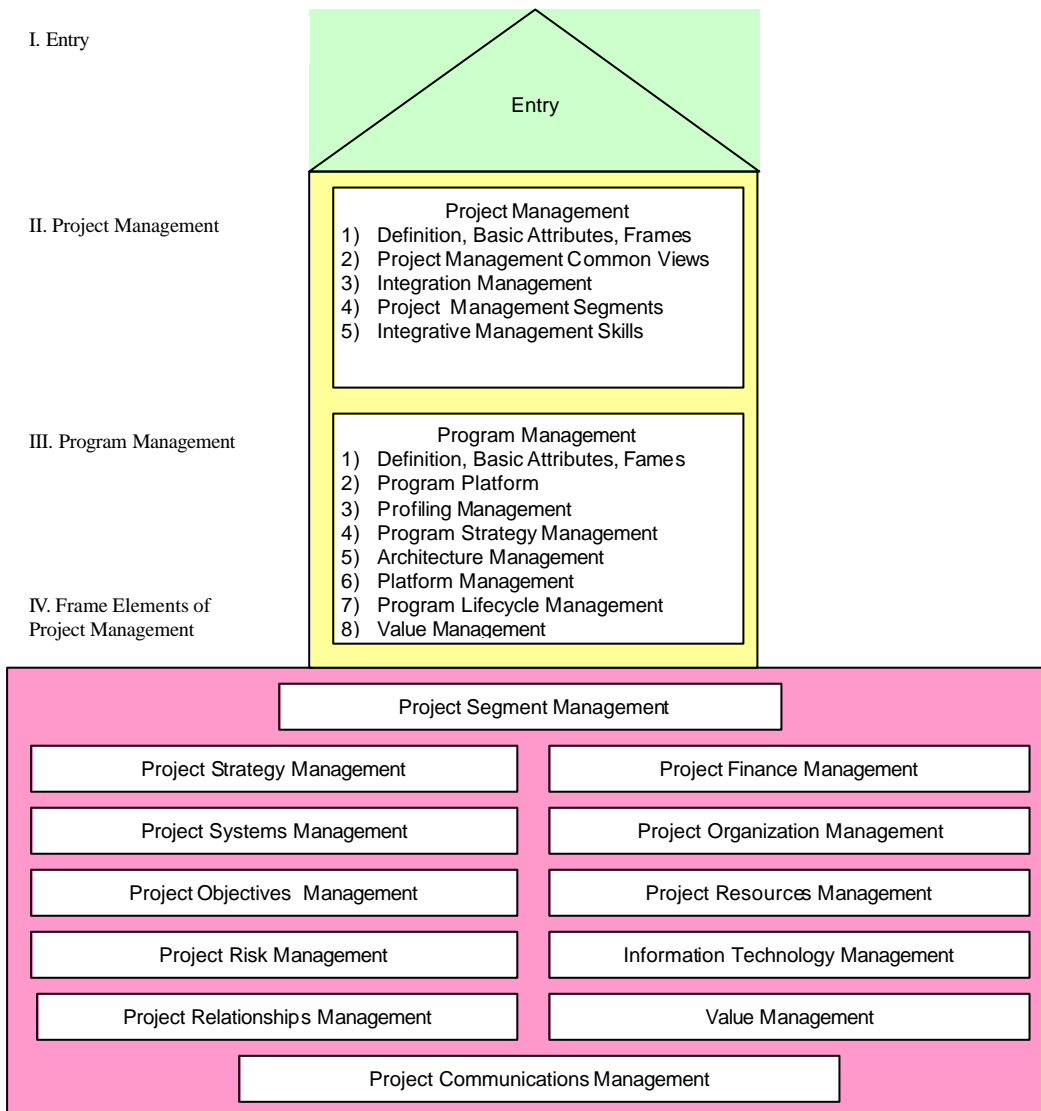 I. Entry
Entry
II. Project Management
Project Management
1) Definition, Basic Attributes, Frames
2) Project Management Common Views
3) Integration Management
4) Project Management Segments
5) Integrative Management Skills
III. Program Management
Program Management
1) Definition, Basic Attributes, Fames
2) Program Platform
3) Profiling Management
4) Program Strategy Management
5) Architecture Management
6) Platform Management
7) Program Lifecycle Management
8) Value Management
IV. Frame Elements of
Project Management
Project Segment Management
Project Strategy Management
Project Finance Management
Project Systems Management
Project Organization Management
Project Objectives Management
Project Resources Management
Project Risk Management
Information Technology Management
Project Relationships Management
Value Management
Project Communications Management